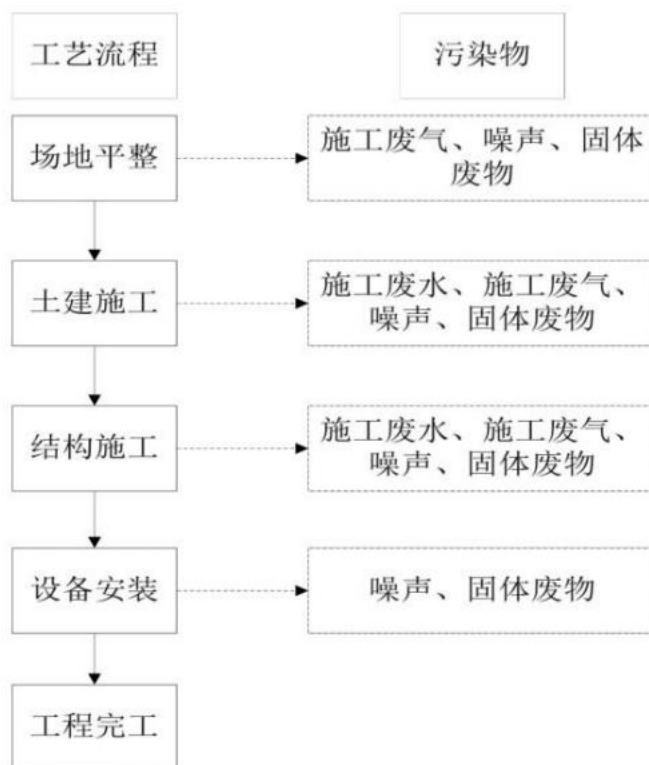 工艺流程
污染物
场地平整
施工废气、噪声、固体
废物
土建施工
施工废水、施工废气、
噪声、固体废物
结构施工
施工废水、施工废气、
噪声、固体废物
设备安装
噪声、固体废物
工程完工